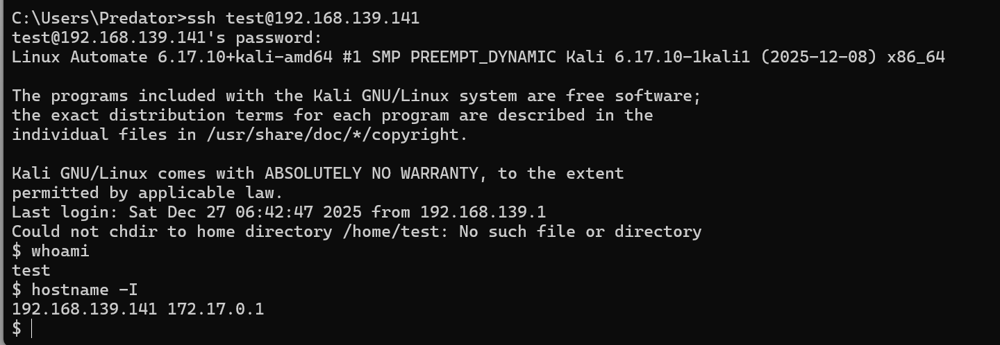 C:\Users\Predator>ssh test@192.168.139.141
test@192.168.139.141's password:
Linux Automate 6.17.10+kali-amd64 #1 SMP PREEMPT_DYNAMIC Kali 6.17.10-1kali1 (2025-12-08) x86_64

The programs included with the Kali GNU/Linux system are free software;
the exact distribution terms for each program are described in the
individual files in /usr/share/doc/*/copyright.

Kali GNU/Linux comes with ABSOLUTELY NO WARRANTY, to the extent
permitted by applicable law.
Last login: Sat Dec 27 06:42:47 2025 from 192.168.139.1
Could not chdir to home directory /home/test: No such file or directory
$ whoami
test
$ hostname -I
192.168.139.141 172.17.0.1
$